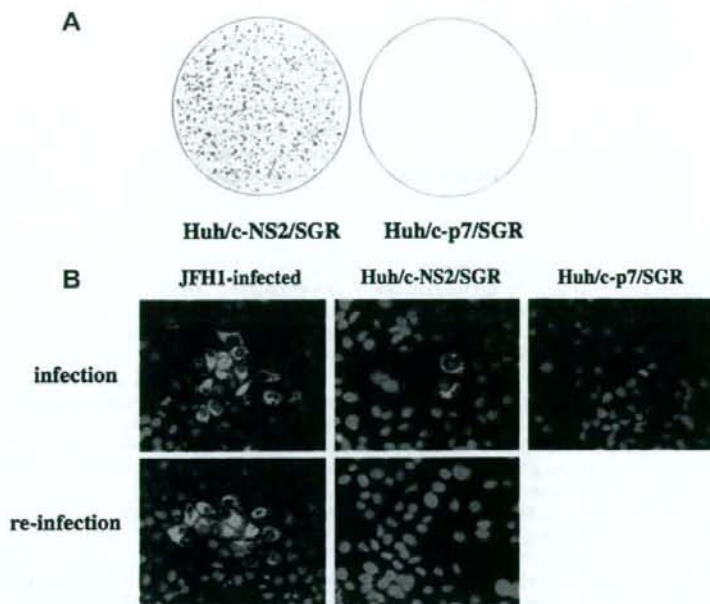 A
Huh/c-NS2/SGR Huh/c-p7/SGR
B
JFH1-infected Huh/c-NS2/SGR Huh/c-p7/SGR
infection
re-infection